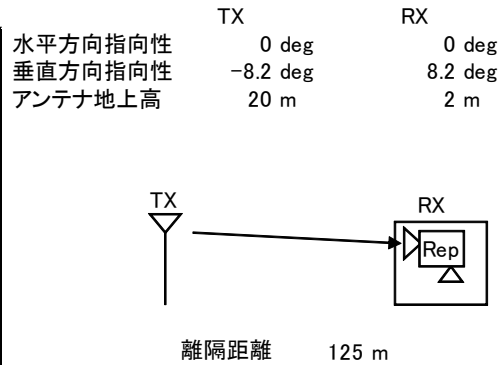 TX RX
水平方向指向性 0 deg 0 deg
垂直方向指向性 -8.2 deg 8.2 deg
アンテナ地上高 20 m 2 m
TX
RX
Rep
離隔距離 125 m